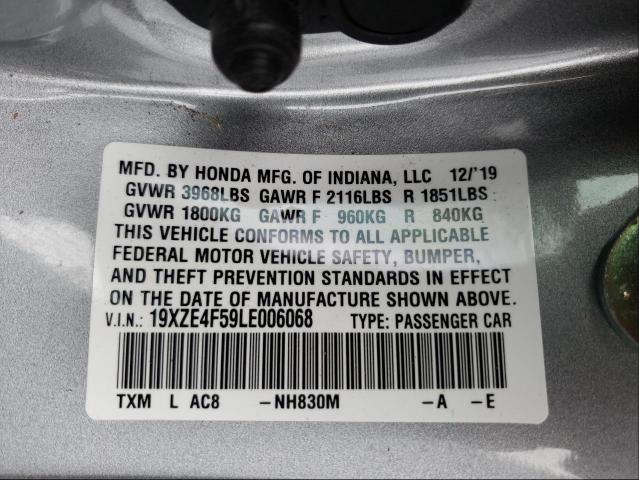 MFD. BY HONDA MFG. OF INDIANA, LLC 12/'19
GVWR 3968LBS GAWR F 2116LBS R 1851LBS
GVWR 1800KG GAWR F 960KG R 840KG
THIS VEHICLE CONFORMS TO ALL APPLICABLE
FEDERAL MOTOR VEHICLE SAFETY, BUMPER,
AND THEFT PREVENTION STANDARDS IN EFFECT
ON THE DATE OF MANUFACTURE SHOWN ABOVE.
V.I.N.: 19XZE4F59LE006068 TYPE: PASSENGER CAR
TXM L AC8 -NH830M -A -E